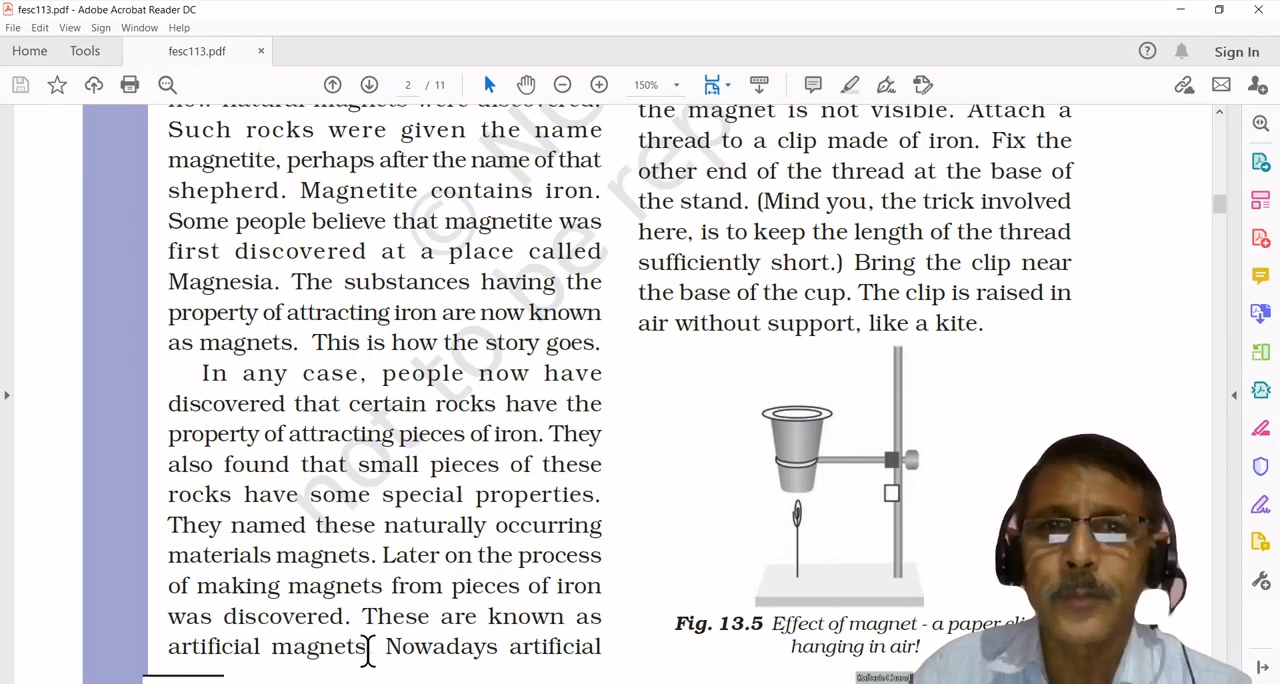 fesc113.pdf - Adobe Acrobat Reader DC
File Edit View Sign Window Help
Home Tools fesc113.pdf × Sign In
2 / 11 150%
now natural magnets were discovered.
Such rocks were given the name
magnetite, perhaps after the name of that
shepherd. Magnetite contains iron.
Some people believe that magnetite was
first discovered at a place called
Magnesia. The substances having the
property of attracting iron are now known
as magnets. This is how the story goes.
In any case, people now have
discovered that certain rocks have the
property of attracting pieces of iron. They
also found that small pieces of these
rocks have some special properties.
They named these naturally occurring
materials magnets. Later on the process
of making magnets from pieces of iron
was discovered. These are known as
artificial magnets. Nowadays artificial
the magnet is not visible. Attach a
thread to a clip made of iron. Fix the
other end of the thread at the base of
the stand. (Mind you, the trick involved
here, is to keep the length of the thread
sufficiently short.) Bring the clip near
the base of the cup. The clip is raised in
air without support, like a kite.
Fig. 13.5 Effect of magnet - a paper cli
hanging in air!
© N
not to be rep